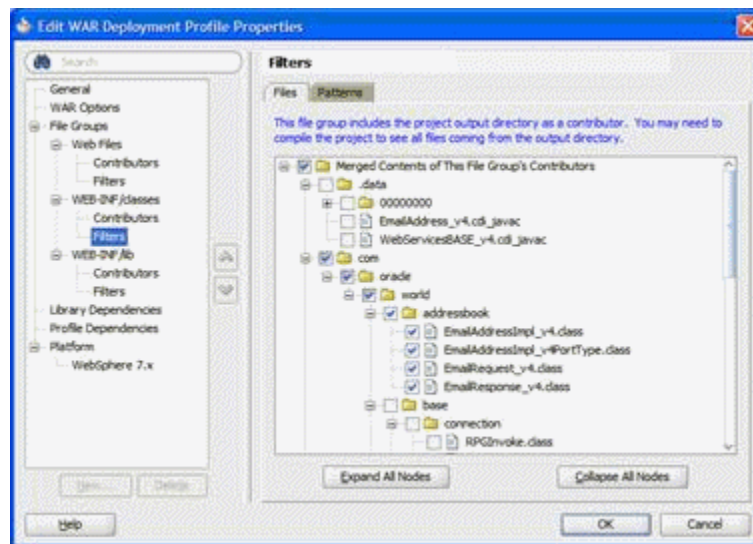 Edit WAR Deployment Profile Properties
Search
General
WAR Options
File Groups
Web Files
Contributors
Filters
WEB-INF/classes
Contributors
Filters
WEB-INF/lib
Contributors
Filters
Library Dependencies
Profile Dependencies
Platform
WebSphere 7.x
New...
Delete
Filters
Files
Patterns
This file group includes the project output directory as a contributor. You may need to
compile the project to see all files coming from the output directory.
Merged Contents of This File Group's Contributors
.data
00000000
EmailAddress_v4.cdi_javac
WebServicesBASE_v4.cdi_javac
com
oracle
world
addressbook
EmailAddressImpl_v4.class
EmailAddressImpl_v4PortType.class
EmailRequest_v4.class
EmailResponse_v4.class
base
connection
RPGInvoke.class
Expand All Nodes
Collapse All Nodes
Help
OK
Cancel